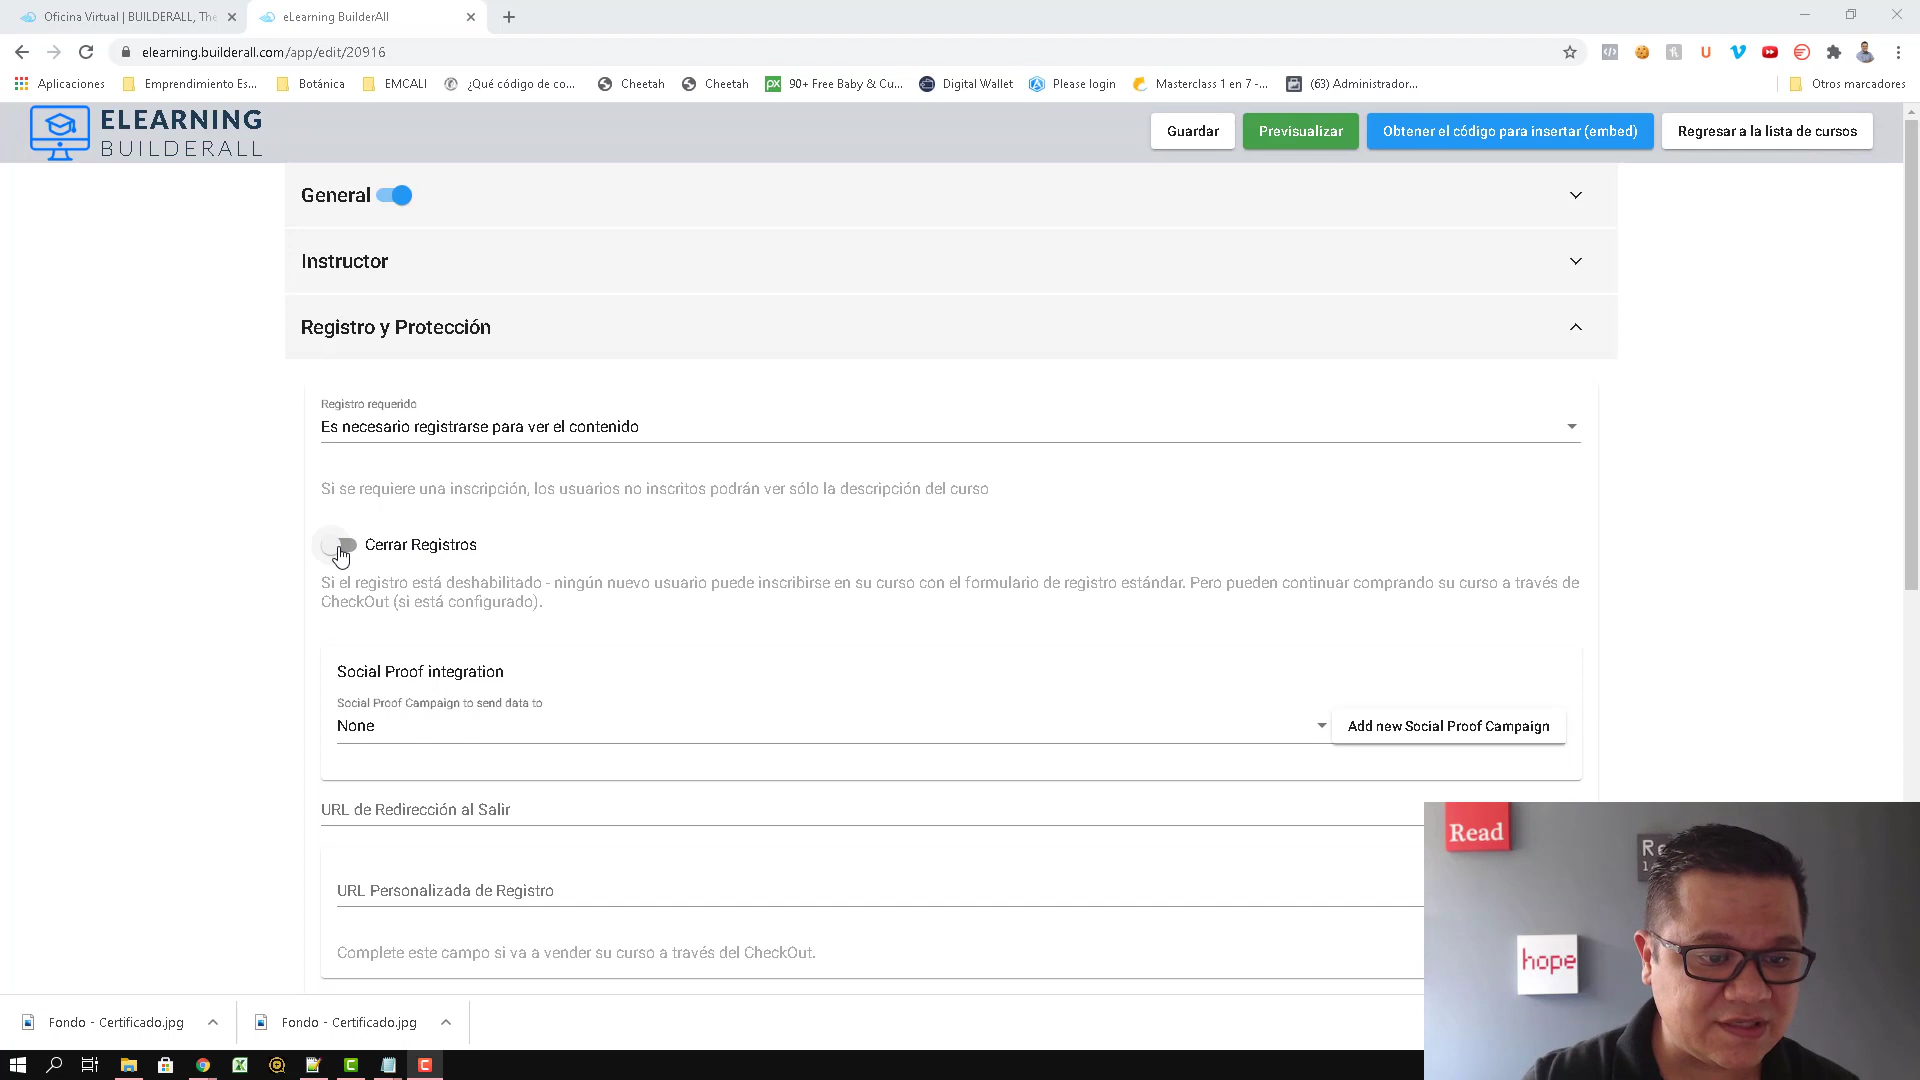 Oficina Virtual | BUILDERALL, The
eLearning BuilderAll
elearning.builderall.com/app/edit/20916
Aplicaciones
Emprendimiento Es...
Botánica
EMCALI
¿Qué código de co...
Cheetah
Cheetah
90+ Free Baby & Cu...
Digital Wallet
Please login
Masterclass 1 en 7 -...
(63) Administrador...
Otros marcadores
ELEARNING
BUILDERALL
Guardar
Previsualizar
Obtener el código para insertar (embed)
Regresar a la lista de cursos
General
Instructor
Registro y Protección
Registro requerido
Es necesario registrarse para ver el contenido
Si se requiere una inscripción, los usuarios no inscritos podrán ver sólo la descripción del curso
Cerrar Registros
Si el registro está deshabilitado - ningún nuevo usuario puede inscribirse en su curso con el formulario de registro estándar. Pero pueden continuar comprando su curso a través de
CheckOut (si está configurado).
Social Proof integration
Social Proof Campaign to send data to
None
Add new Social Proof Campaign
URL de Redirección al Salir
URL Personalizada de Registro
Complete este campo si va a vender su curso a través del CheckOut.
Read
hope
Fondo - Certificado.jpg
Fondo - Certificado.jpg